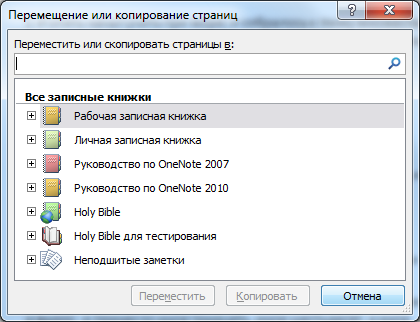 Перемещение или копирование страниц
Переместить или скопировать страницы в:
Все записные книжки
Рабочая записная книжка
Личная записная книжка
Руководство по OneNote 2007
Руководство по OneNote 2010
Holy Bible
Holy Bible для тестирования
Неподшитые заметки
Переместить Копировать Отмена